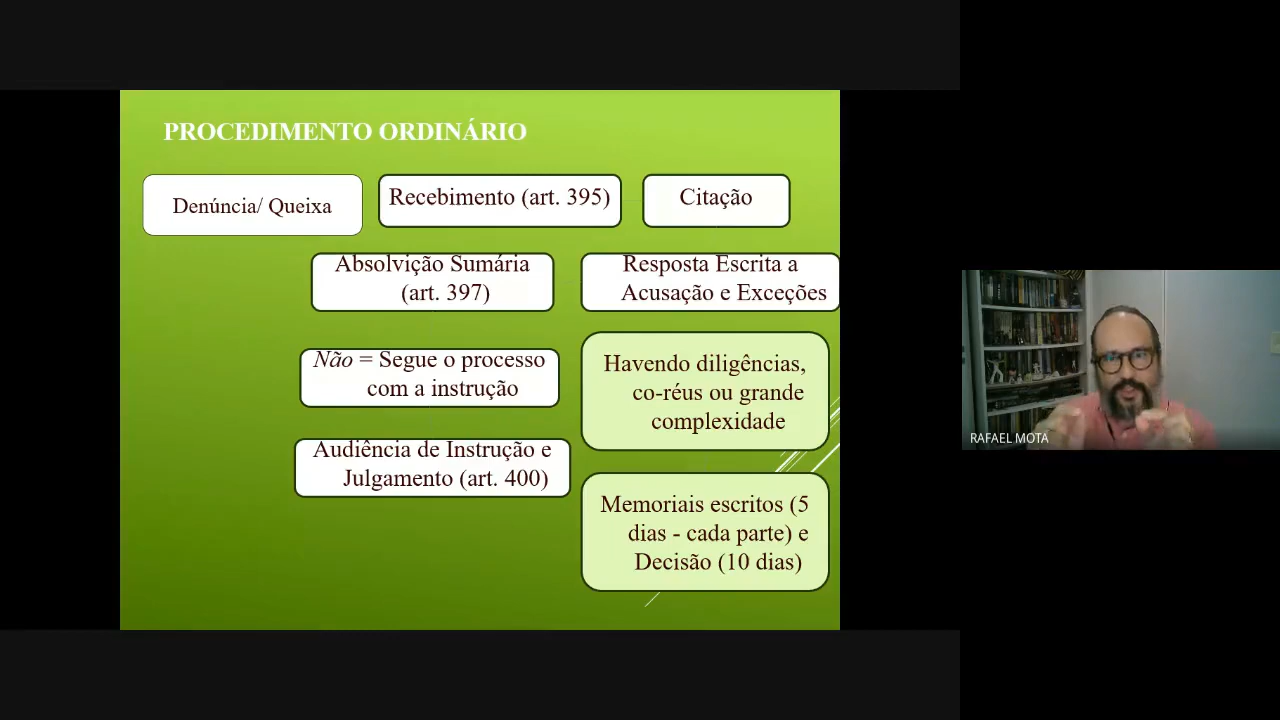 PROCEDIMENTO ORDINÁRIO
Denúncia/ Queixa
Recebimento (art. 395)
Citação
Absolvição Sumária
(art. 397)
Resposta Escrita a
Acusação e Exceções
Não = Segue o processo
com a instrução
Havendo diligências,
co-réus ou grande
complexidade
Audiência de Instrução e
Julgamento (art. 400)
Memoriais escritos (5
dias - cada parte) e
Decisão (10 dias)
RAFAEL MOTA